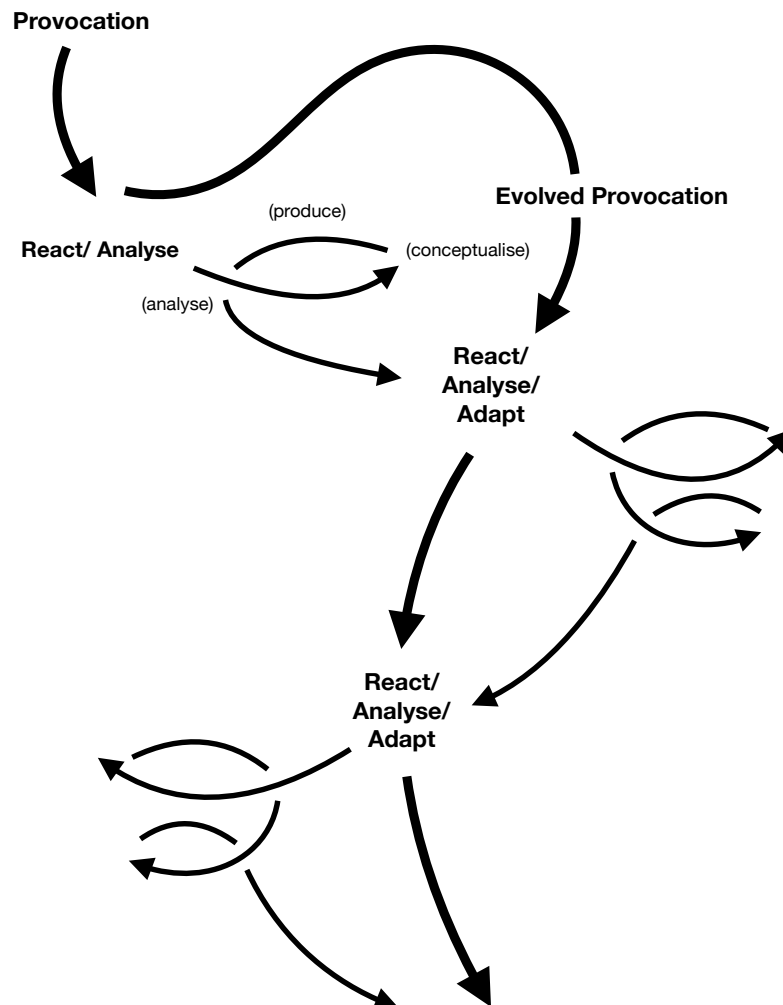 Provocation
Evolved Provocation
(produce)
React/ Analyse
(conceptualise)
(analyse)
React/
Analyse/
Adapt
React/
Analyse/
Adapt